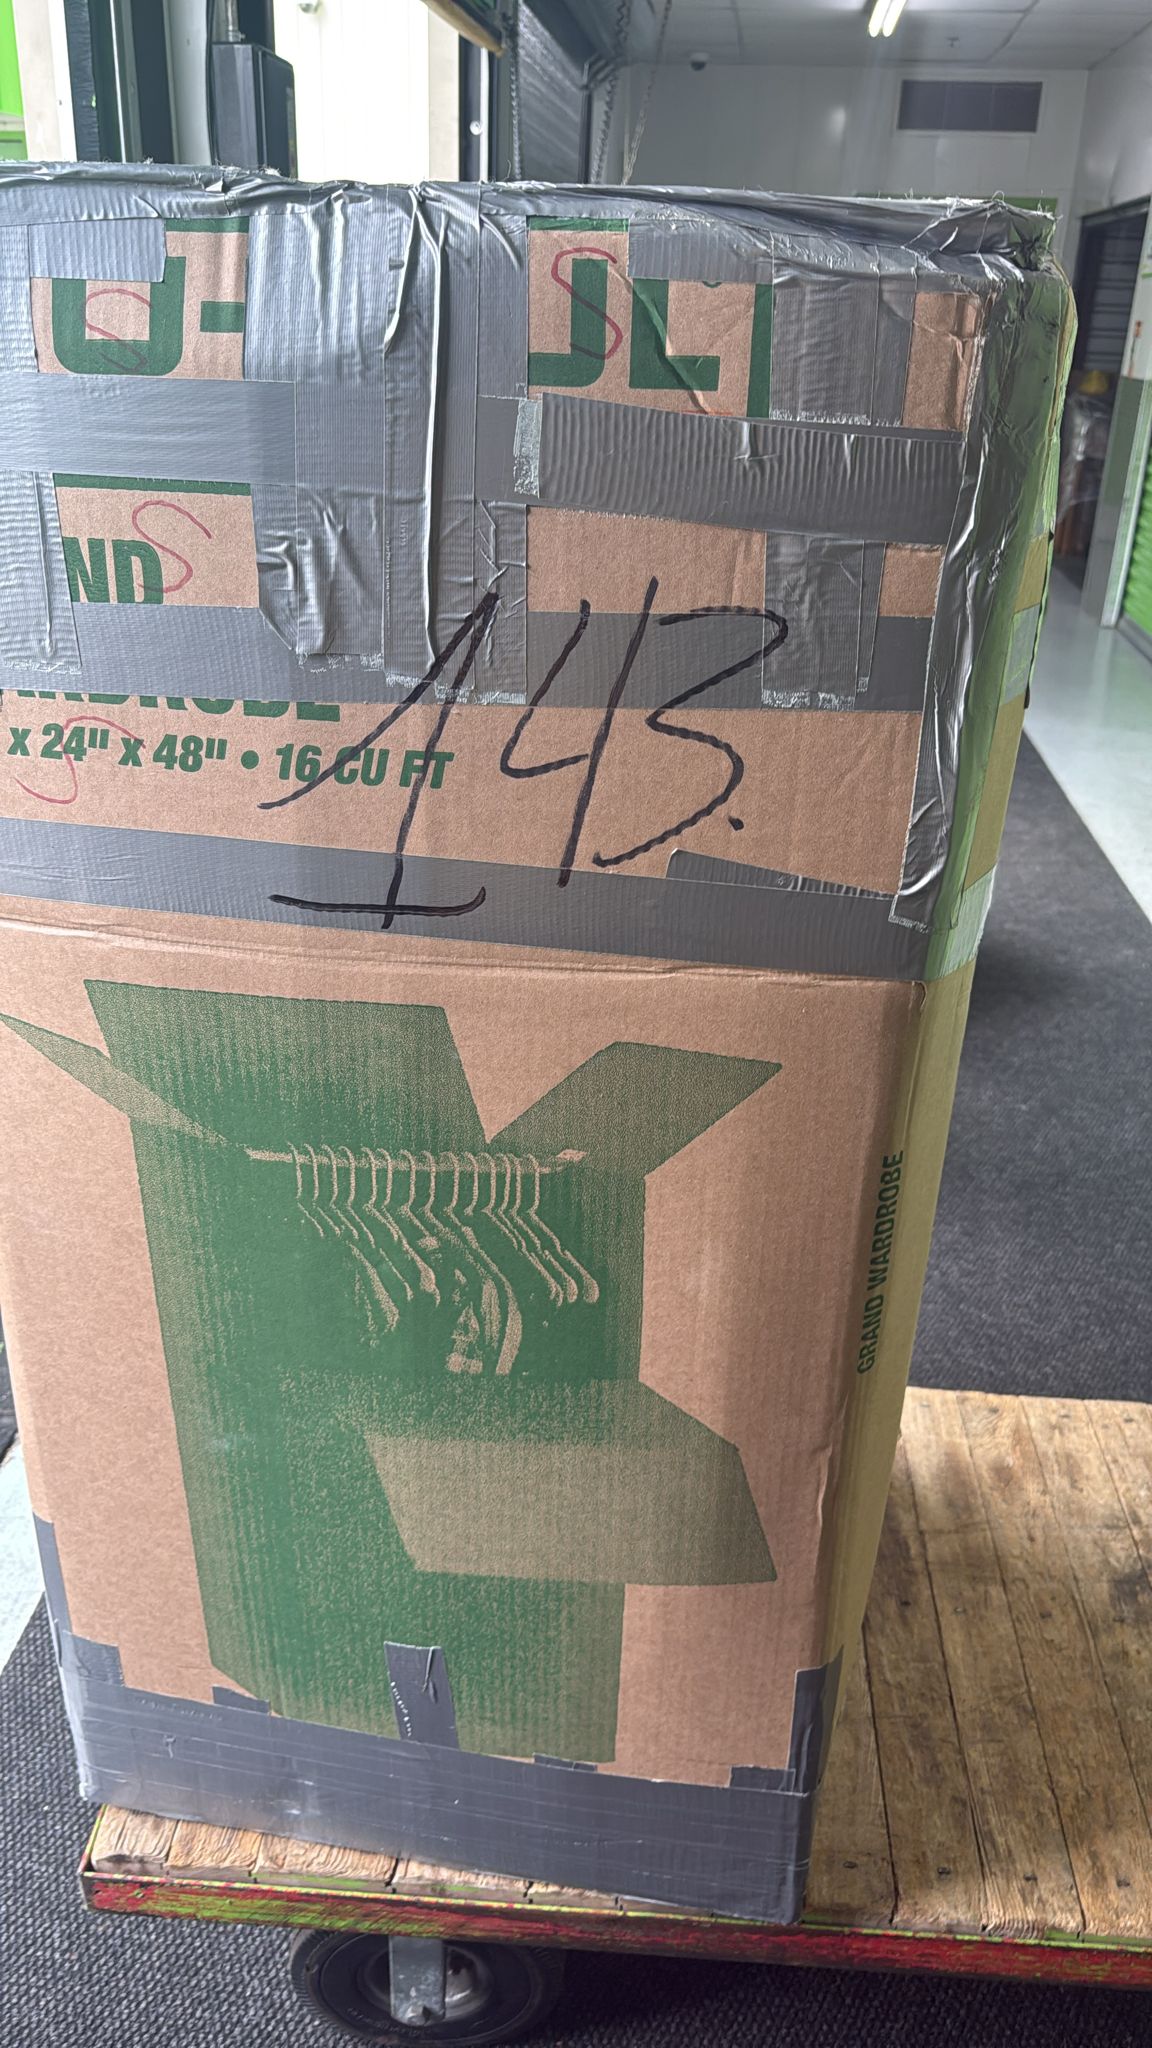 S S
S
ND
x 24" x 48" • 16 CU FT
143.
GRAND WARDROBE